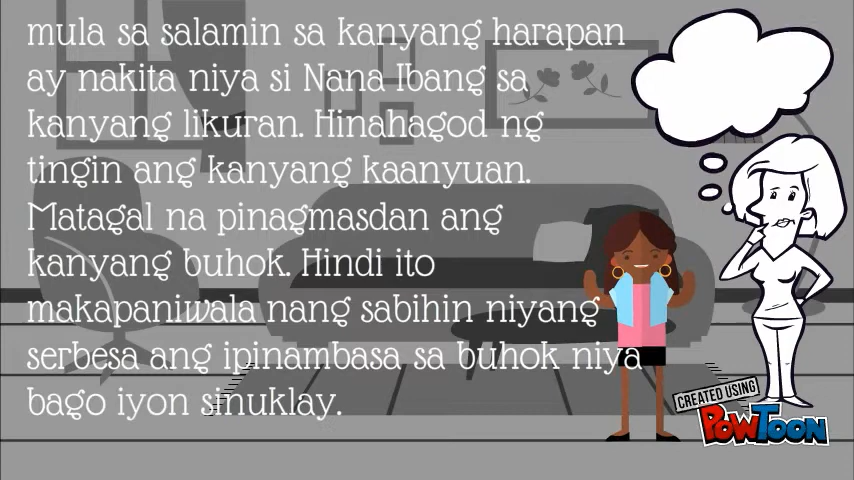 mula sa salamin sa kanyang harapan
ay nakita niya si Nana Ibang sa
kanyang likuran. Hinahagod ng
tingin ang kanyang kaanyuan.
Matagal na pinagmasdan ang
kanyang buhok. Hindi ito
makapaniwala nang sabihin niyang
serbesa ang ipinambasa sa buhok niya
bago iyon sinuklay.
CREATED USING
POWTOON